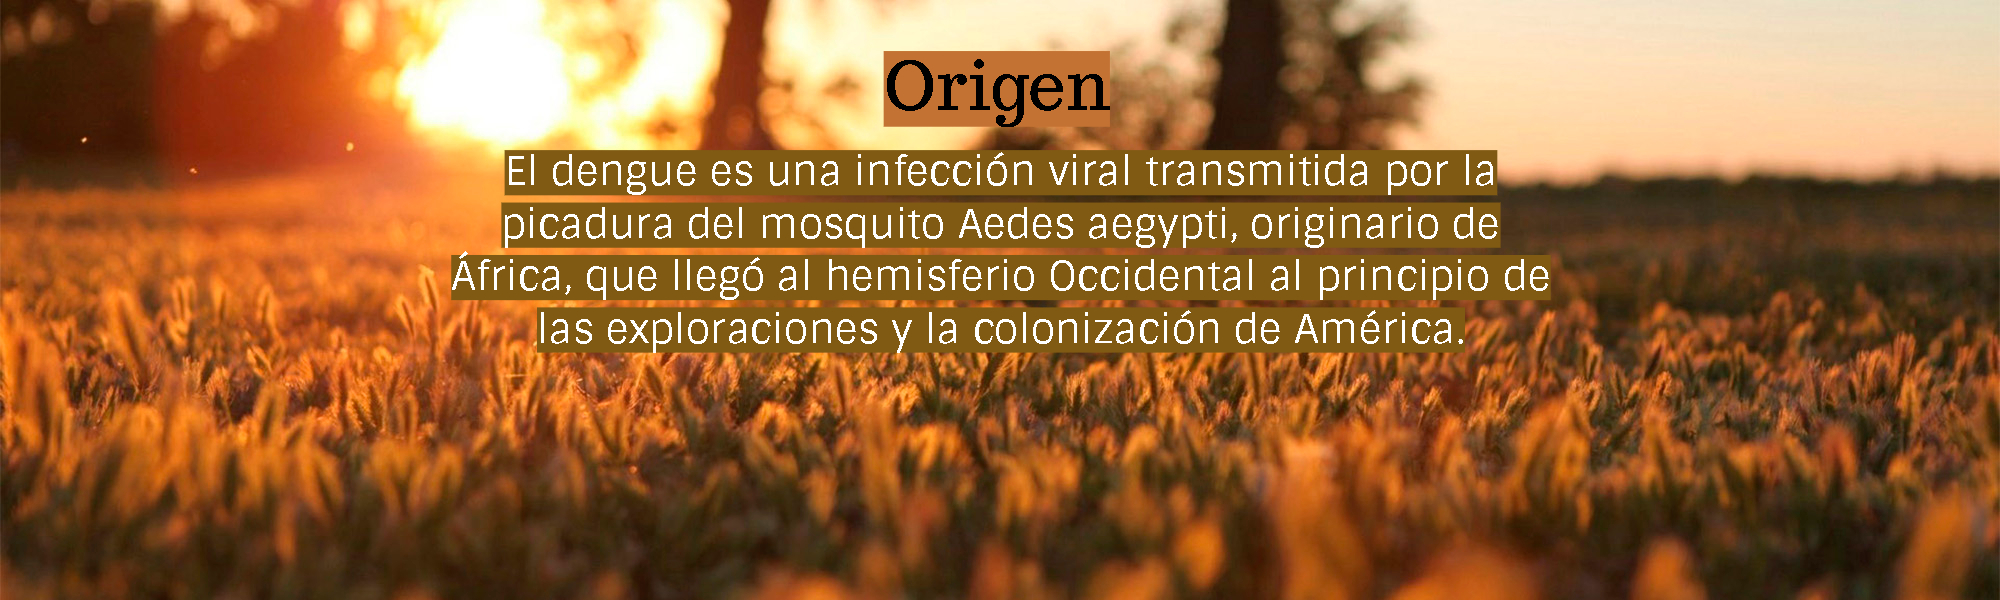 Origen
El dengue es una infección viral transmitida por la
picadura del mosquito Aedes aegypti, originario de
África, que llegó al hemisferio Occidental al principio de
las exploraciones y la colonización de América.